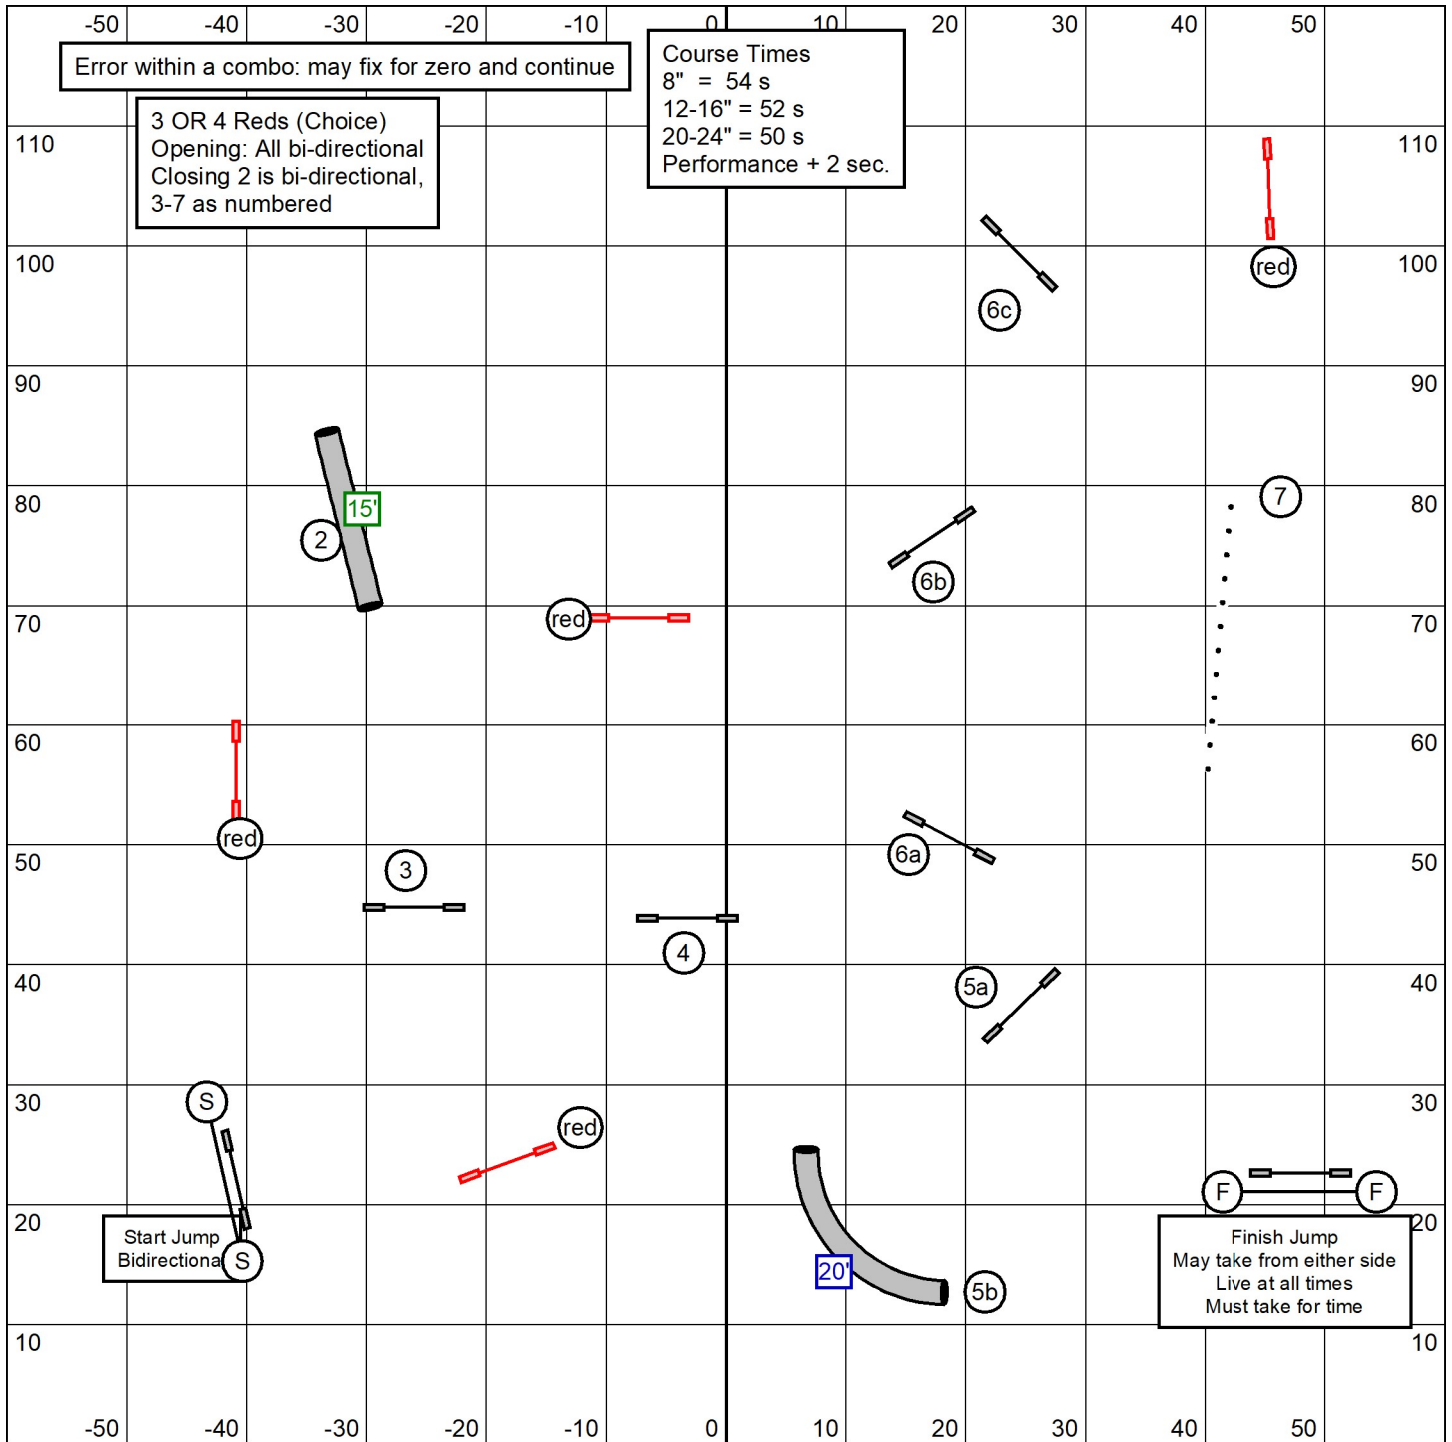 -50 -40 -30 -20 -10 0 10 20 30 40 50
Error within a combo: may fix for zero and continue
Course Times
8" = 54 s
12-16" = 52 s
20-24" = 50 s
Performance + 2 sec.
3 OR 4 Reds (Choice)
Opening: All bi-directional
Closing 2 is bi-directional,
3-7 as numbered
110 110
100 red 100
6c
90 90
80 7 80
15'
2
6b
70 red 70
60 60
red 50 3 6a 50
4
40 5a 40
30 S red 30
20 F F 20
Start Jump
Bidirectiona
S
20' 5b
Finish Jump
May take from either side
Live at all times
Must take for time
10 10
-50 -40 -30 -20 -10 0 10 20 30 40 50